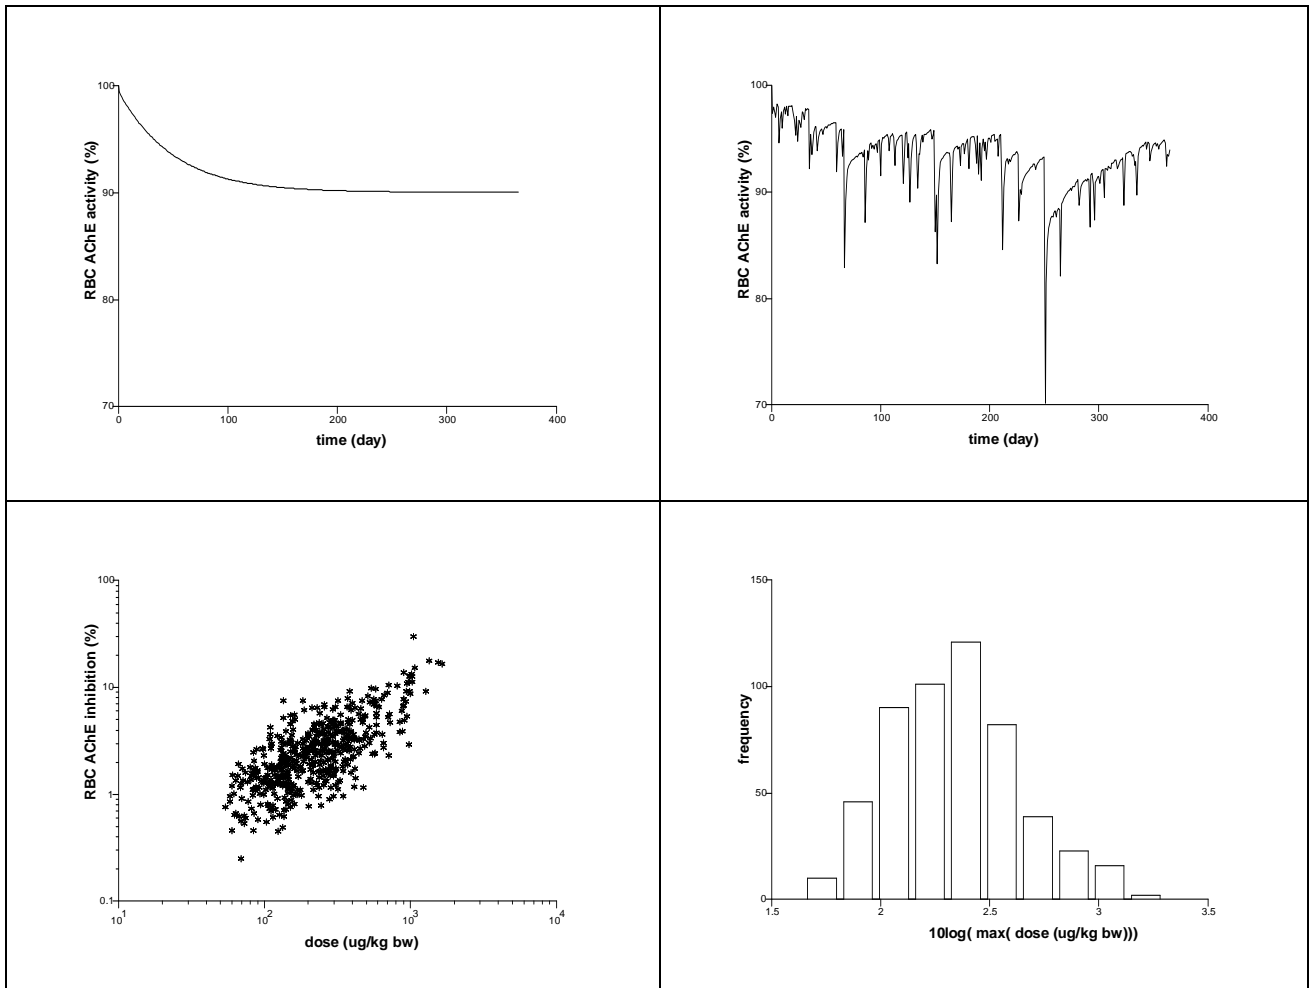 100
90
80
70
RBC AChE activity (%)
0 100 200 300 400
time (day)
100
90
80
70
RBC AChE activity (%)
0 100 200 300 400
time (day)
100
10
1
0.1
RBC AChE inhibition (%)
10^1 10^2 10^3 10^4
dose (ug/kg bw)
150
100
50
0
frequency
1.5 2 2.5 3 3.5
10log( max( dose (ug/kg bw)))